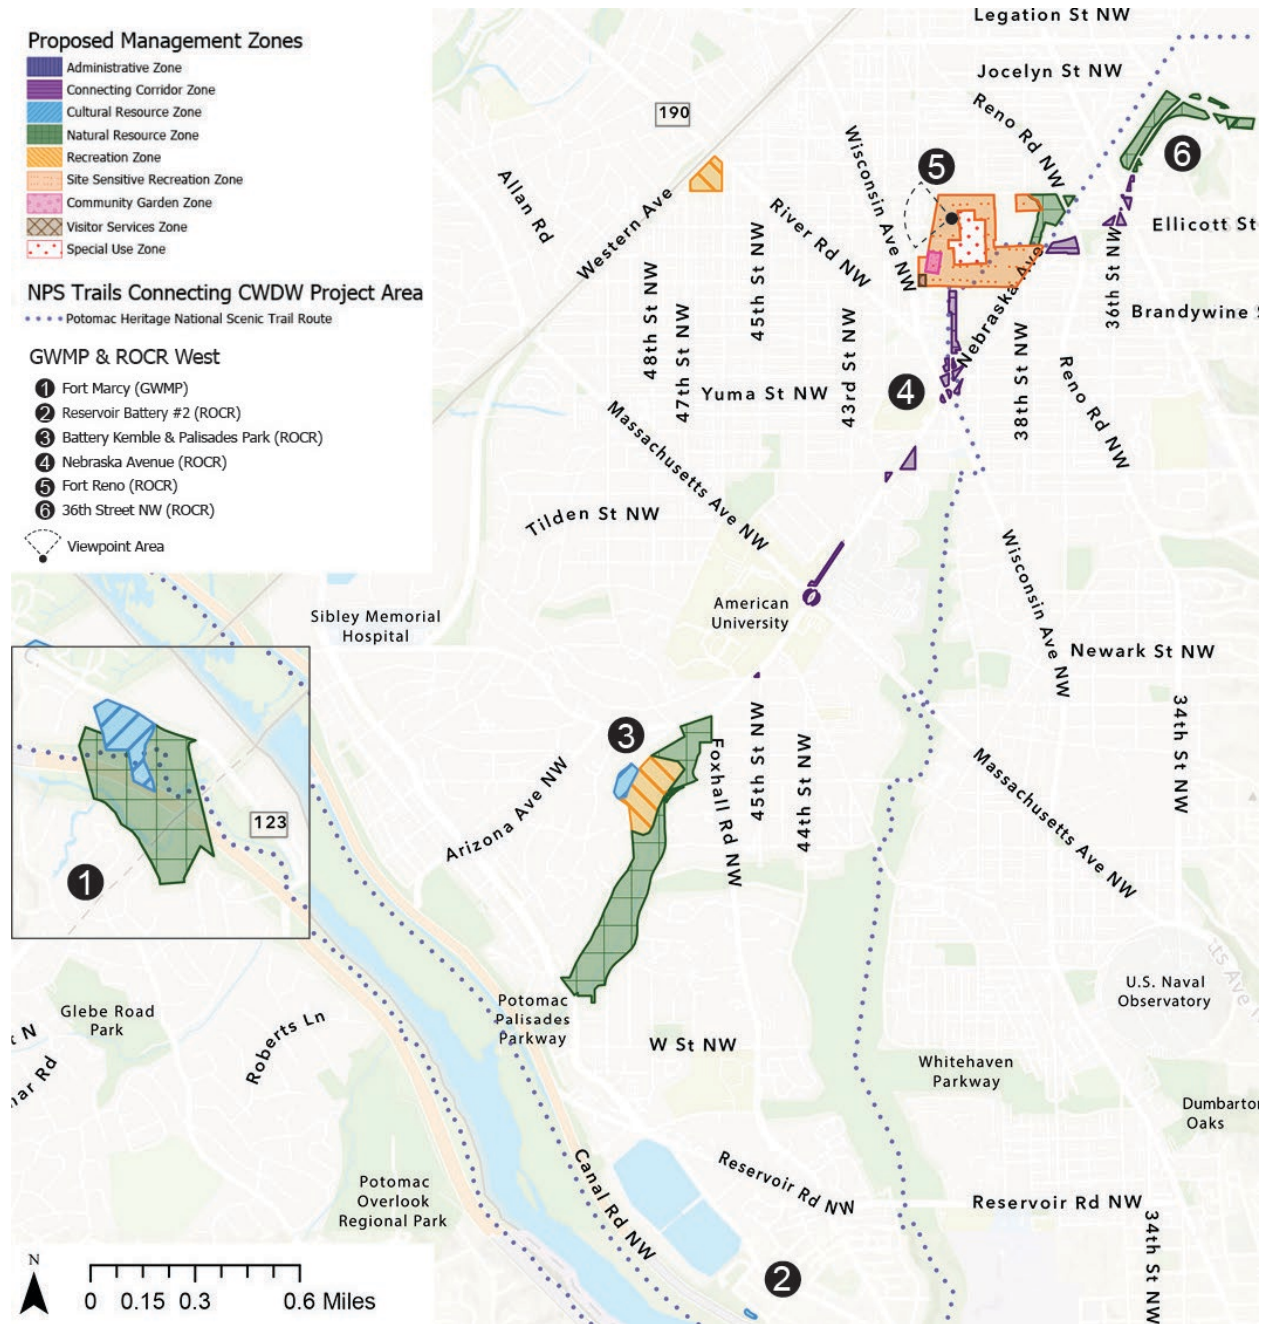 Proposed Management Zones
Administrative Zone
Connecting Corridor Zone
Cultural Resource Zone
Natural Resource Zone
Recreation Zone
Site Sensitive Recreation Zone
Community Garden Zone
Visitor Services Zone
Special Use Zone
NPS Trails Connecting CWDW Project Area
Potomac Heritage National Scenic Trail Route
GWMP & ROCR West
1 Fort Marcy (GWMP)
2 Reservoir Battery #2 (ROCR)
3 Battery Kemble & Palisades Park (ROCR)
4 Nebraska Avenue (ROCR)
5 Fort Reno (ROCR)
6 36th Street NW (ROCR)
Viewpoint Area
Legation St NW
Jocelyn St NW
Reno Rd NW
190
Wisconsin Ave NW
6
5
Allan Rd
Western Ave
River Rd NW
Ellicott St
45th St NW
48th St NW
47th St NW
43rd St NW
Nebraska Ave
36th St NW
Brandywine
38th St NW
Reno Rd NW
4
Yuma St NW
Massachusetts Ave NW
Tilden St NW
Wisconsin Ave NW
American
University
Sibley Memorial
Hospital
Newark St NW
34th St NW
3
Foxhall Rd NW
45th St NW
44th St NW
Massachusetts Ave NW
Arizona Ave NW
123
1
U.S. Naval
Observatory
Glebe Road
Park
Roberts Ln
Potomac
Palisades
Parkway
W St NW
Whitehaven
Parkway
Dumbarton
Oaks
Canal Rd NW
Reservoir Rd NW
Reservoir Rd NW
Potomac
Overlook
Regional Park
34th St NW
2
N
0 0.15 0.3 0.6 Miles